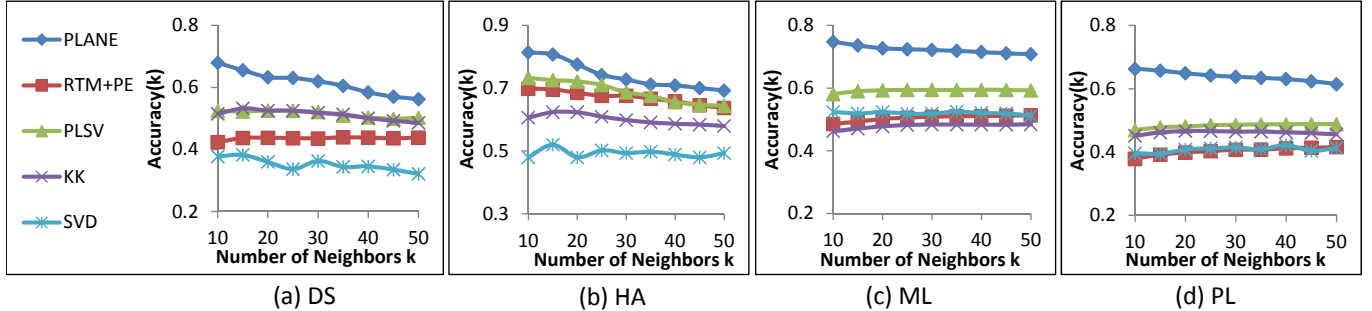 PLANE
RTM+PE
PLSV
KK
SVD
Accuracy(k)
0.8
0.6
0.4
0.2
10 20 30 40 50
Number of Neighbors k
(a) DS
Accuracy(k)
0.9
0.7
0.5
0.3
10 20 30 40 50
Number of Neighbors k
(b) HA
Accuracy(k)
0.8
0.6
0.4
0.2
10 20 30 40 50
Number of Neighbors k
(c) ML
Accuracy(k)
0.8
0.6
0.4
0.2
10 20 30 40 50
Number of Neighbors k
(d) PL